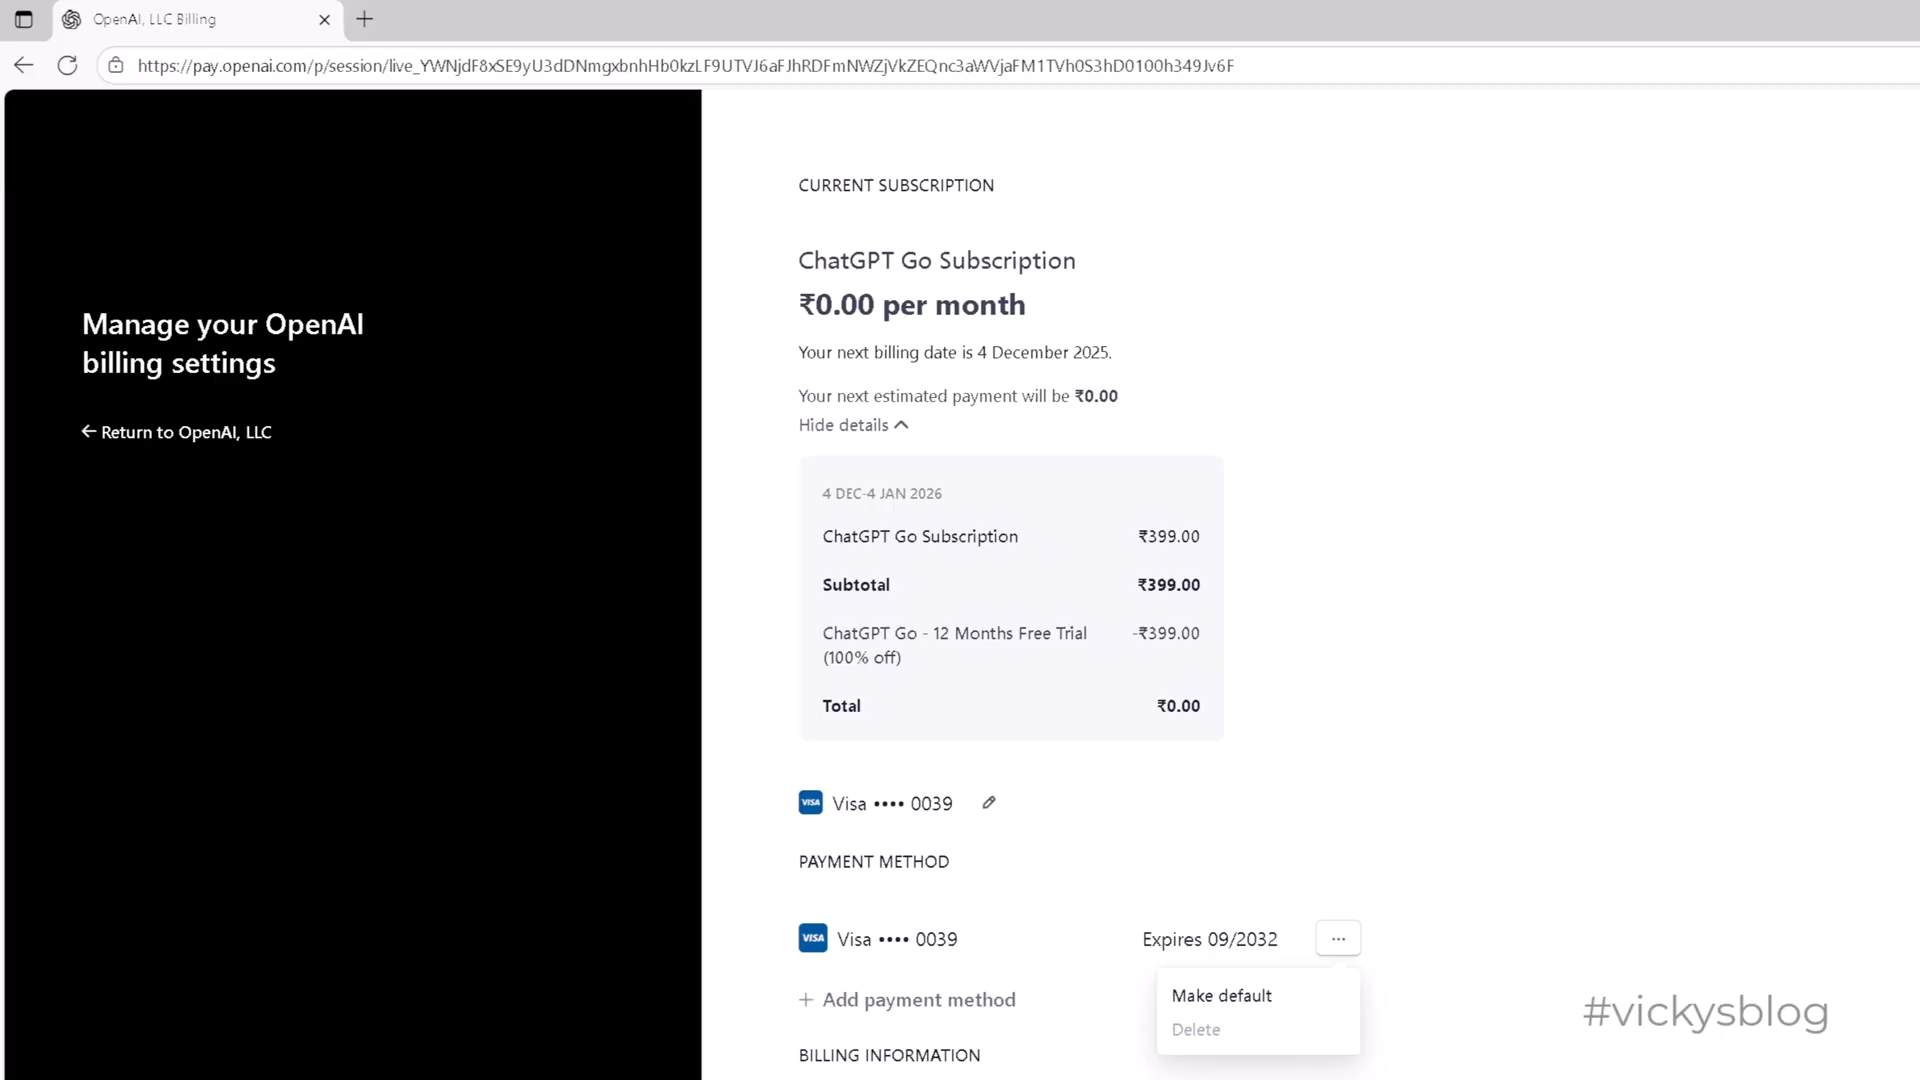 OpenAI, LLC Billing
https://pay.openai.com/p/session/live_YWNjdF8xSE9yU3dDNmgxbnhHb0kzLF9UTVJ6aFJhRDFmNWZjVkZEQnc3aWVjaFM1TVh0S3hD0100h349Jv6F
Manage your OpenAI
billing settings
← Return to OpenAI, LLC
CURRENT SUBSCRIPTION
ChatGPT Go Subscription
₹0.00 per month
Your next billing date is 4 December 2025.
Your next estimated payment will be ₹0.00
Hide details
4 DEC-4 JAN 2026
ChatGPT Go Subscription ₹399.00
Subtotal ₹399.00
ChatGPT Go - 12 Months Free Trial -₹399.00
(100% off)
Total ₹0.00
VISA Visa •••• 0039
PAYMENT METHOD
VISA Visa •••• 0039 Expires 09/2032 ...
+ Add payment method
Make default
Delete
BILLING INFORMATION
#vickysblog